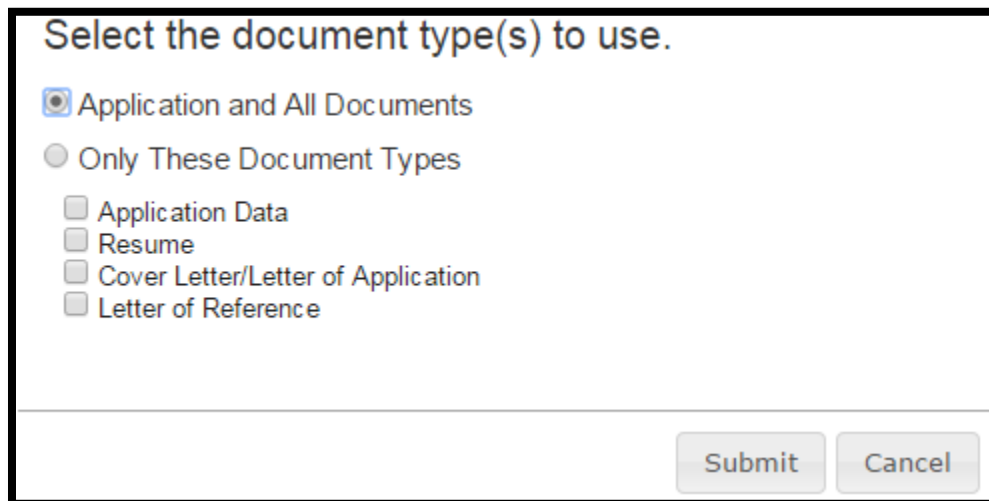 Select the document type(s) to use.
Application and All Documents
Only These Document Types
Application Data
Resume
Cover Letter/Letter of Application
Letter of Reference
Submit Cancel